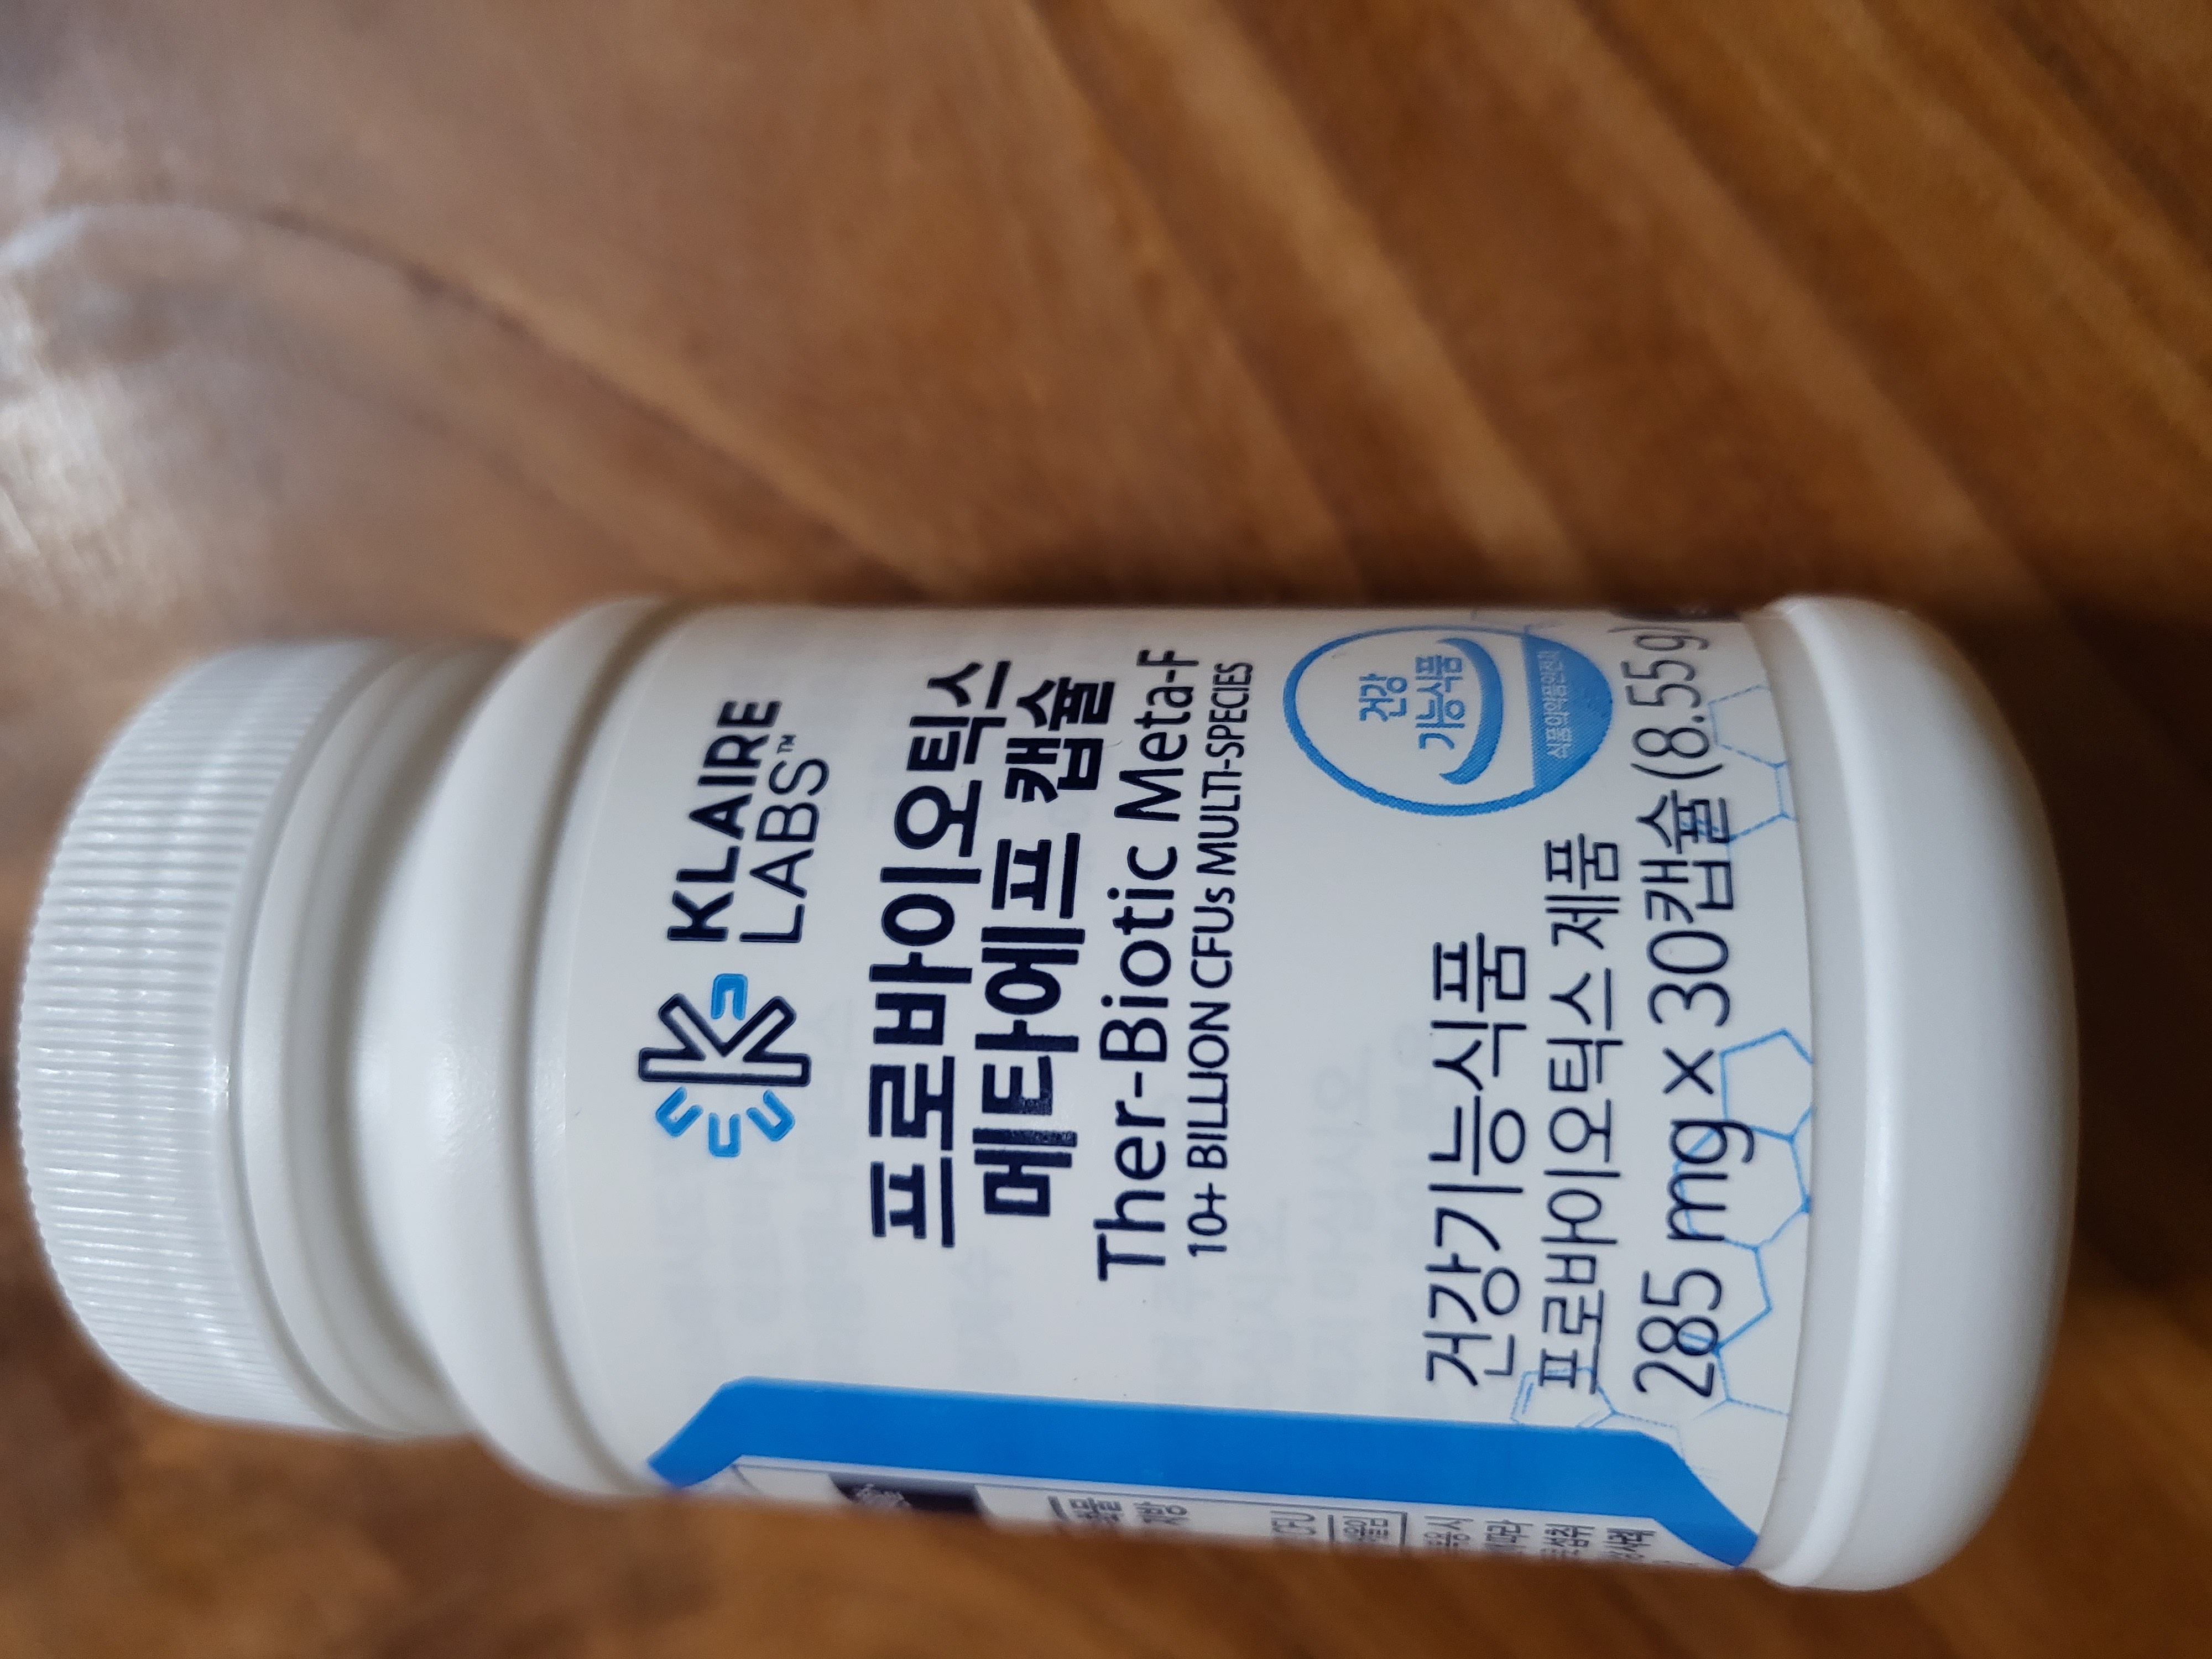 KLAIRE
LABS™
프로바이오틱스
메타에프 캡슐
Ther-Biotic Meta-F
10+ BILLION CFUs MULTI-SPECIES
건강
기능식품
식품의약품안전처
건강기능식품
프로바이오틱스 제품
285 mg x 30캡슐 (8.55 g)
CFU